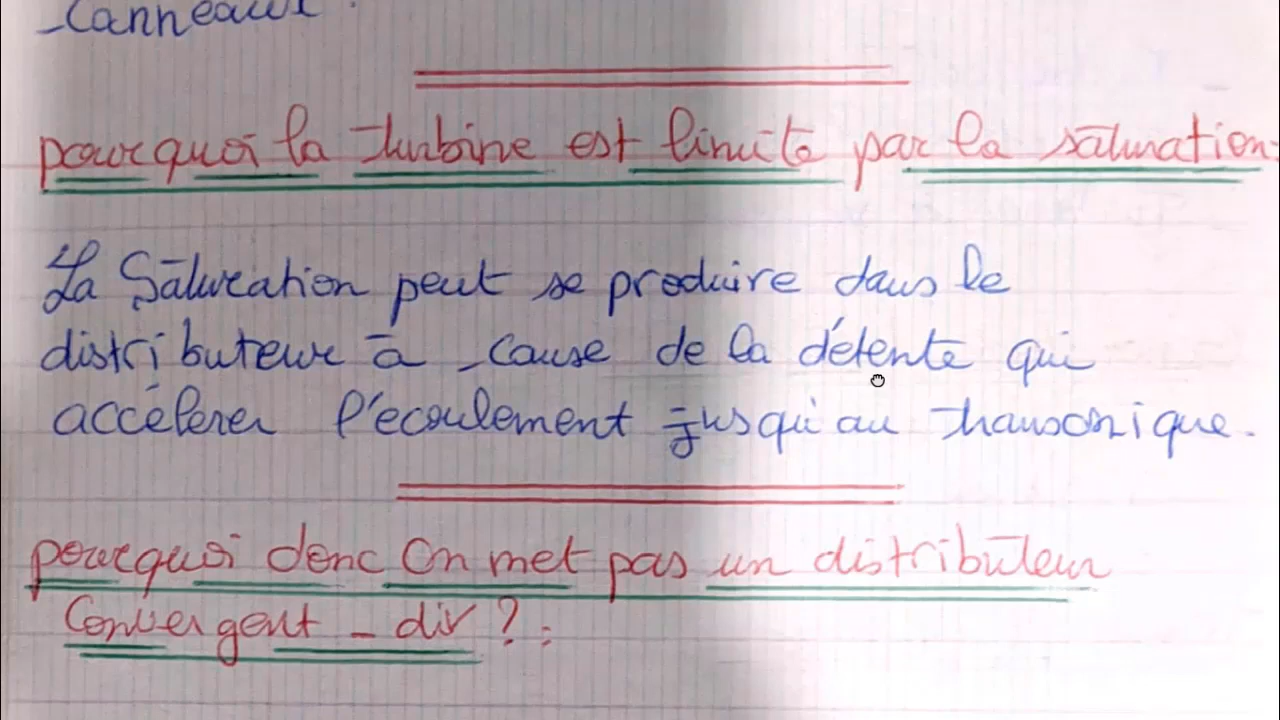 canneaux.
pourquoi la turbine est limite par la saturation:
La Saturation peut se produire dans le
distributeur à cause de la détente qui
accélerer l'ecoulement jusqu'au transonique.
pourquoi donc on met pas un distributeur
Convergent - div ? :